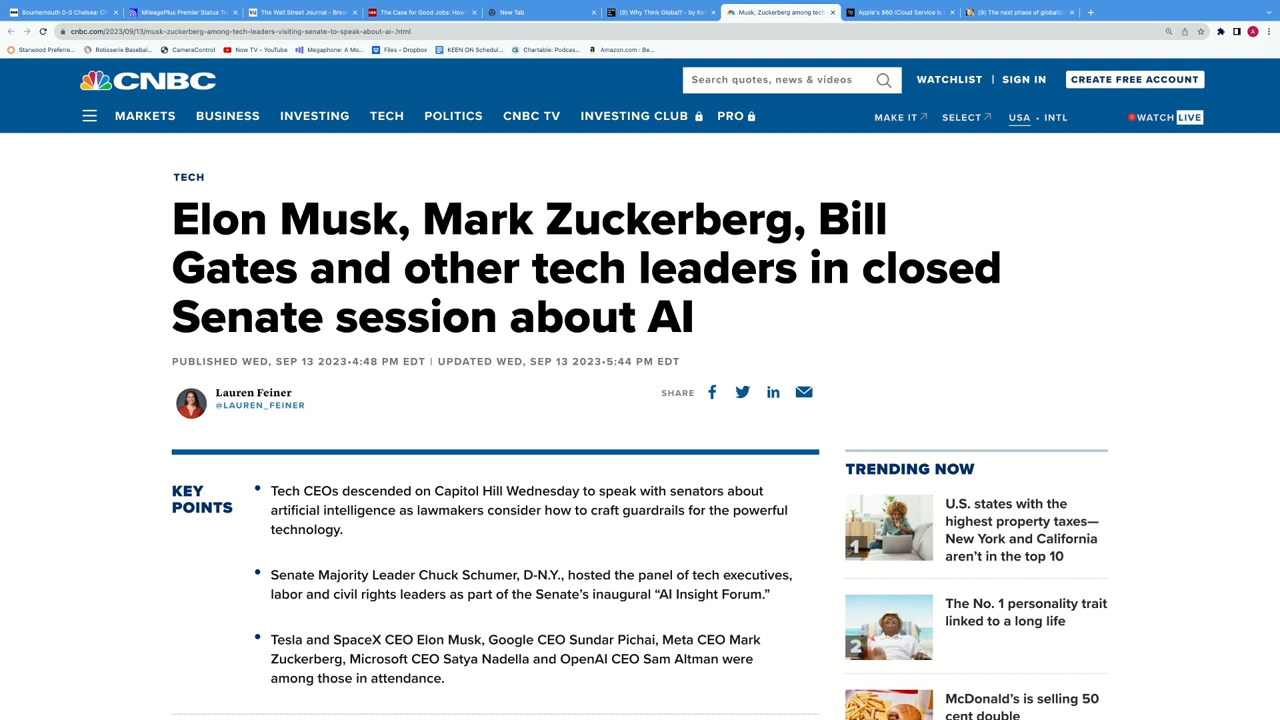 Bournemouth 0-0 Chelsea: C
MileagePlus Premier Status T
The Wall Street Journal - Brea
The Case for Good Jobs: How
New Tab
(9) Why Think Global? - by Ke
Musk, Zuckerberg among tech
Apple's $60 iCloud Service is
(9) The next phase of globaliz
cnbc.com/2023/09/13/musk-zuckerberg-among-tech-leaders-visiting-senate-to-speak-about-ai-.html
A
Starwood Preferre...
Rotisserie Basebal...
CameraControl
Now TV - YouTube
Megaphone: A Mo...
Files - Dropbox
KEEN ON Schedul...
Chartable: Podcas...
Amazon.com : Be...
CNBC
Search quotes, news & videos
WATCHLIST | SIGN IN
CREATE FREE ACCOUNT
MARKETS BUSINESS INVESTING TECH POLITICS CNBC TV INVESTING CLUB PRO
MAKE IT SELECT USA • INTL WATCH LIVE
TECH
Elon Musk, Mark Zuckerberg, Bill
Gates and other tech leaders in closed
Senate session about AI
PUBLISHED WED, SEP 13 2023•4:48 PM EDT | UPDATED WED, SEP 13 2023•5:44 PM EDT
Lauren Feiner
@LAUREN_FEINER
SHARE
KEY
POINTS
• Tech CEOs descended on Capitol Hill Wednesday to speak with senators about
artificial intelligence as lawmakers consider how to craft guardrails for the powerful
technology.
• Senate Majority Leader Chuck Schumer, D-N.Y., hosted the panel of tech executives,
labor and civil rights leaders as part of the Senate's inaugural "AI Insight Forum."
• Tesla and SpaceX CEO Elon Musk, Google CEO Sundar Pichai, Meta CEO Mark
Zuckerberg, Microsoft CEO Satya Nadella and OpenAI CEO Sam Altman were
among those in attendance.
TRENDING NOW
1
U.S. states with the
highest property taxes—
New York and California
aren't in the top 10
2
The No. 1 personality trait
linked to a long life
McDonald's is selling 50
cent double